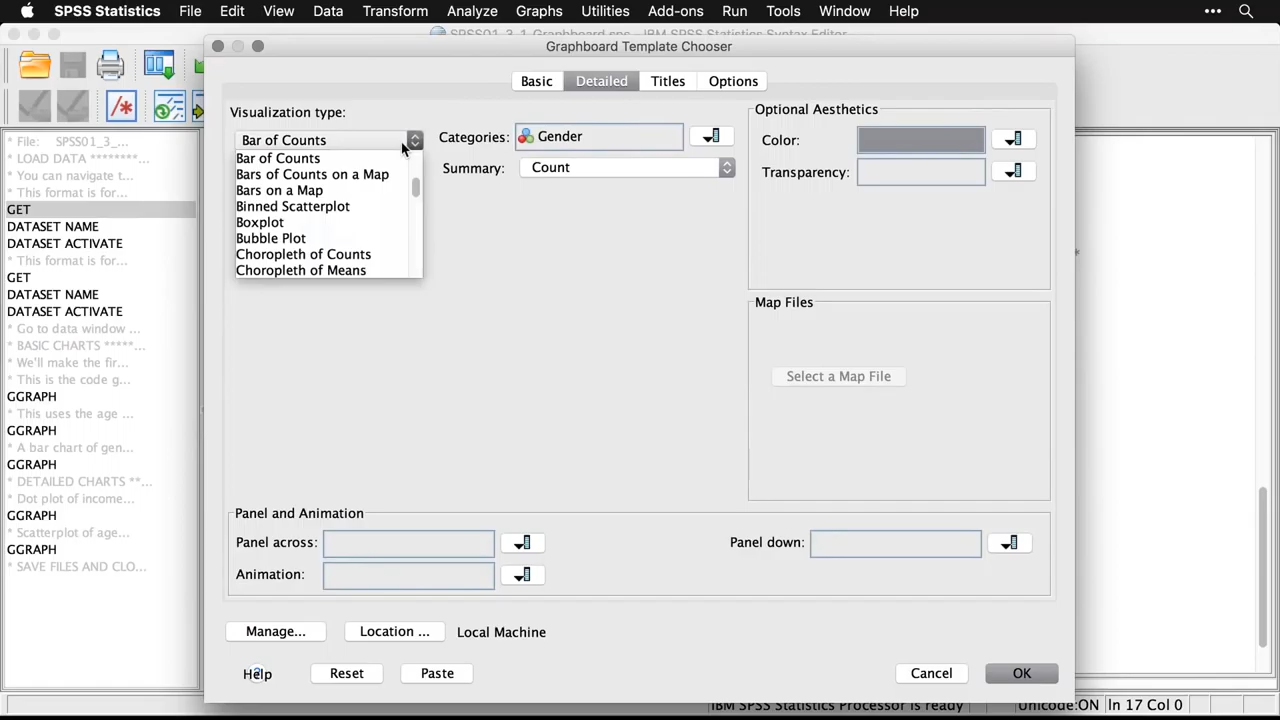 SPSS Statistics File Edit View Data Transform Analyze Graphs Utilities Add-ons Run Tools Window Help
SPSS01_3_1_Graphboard.sps - IBM SPSS Statistics Syntax Editor
Graphboard Template Chooser
Basic Detailed Titles Options
Visualization type:
Bar of Counts
Bar of Counts
Bars of Counts on a Map
Bars on a Map
Binned Scatterplot
Boxplot
Bubble Plot
Choropleth of Counts
Choropleth of Means
Categories: Gender
Summary: Count
Optional Aesthetics
Color:
Transparency:
Map Files
Select a Map File
Panel and Animation
Panel across:
Panel down:
Animation:
Manage... Location ... Local Machine
Help Reset Paste Cancel OK
* File: SPSS01_3_...
* LOAD DATA ********...
* You can navigate t...
* This format is for...
GET
DATASET NAME
DATASET ACTIVATE
* This format is for...
GET
DATASET NAME
DATASET ACTIVATE
* Go to data window ...
* BASIC CHARTS *****...
* We'll make the fir...
* This is the code g...
GGRAPH
* This uses the age ...
GGRAPH
* A bar chart of gen...
GGRAPH
* DETAILED CHARTS **...
* Dot plot of income...
GGRAPH
* Scatterplot of age...
GGRAPH
* SAVE FILES AND CLO...
*
IBM SPSS Statistics Processor is ready Unicode:ON In 17 Col 0